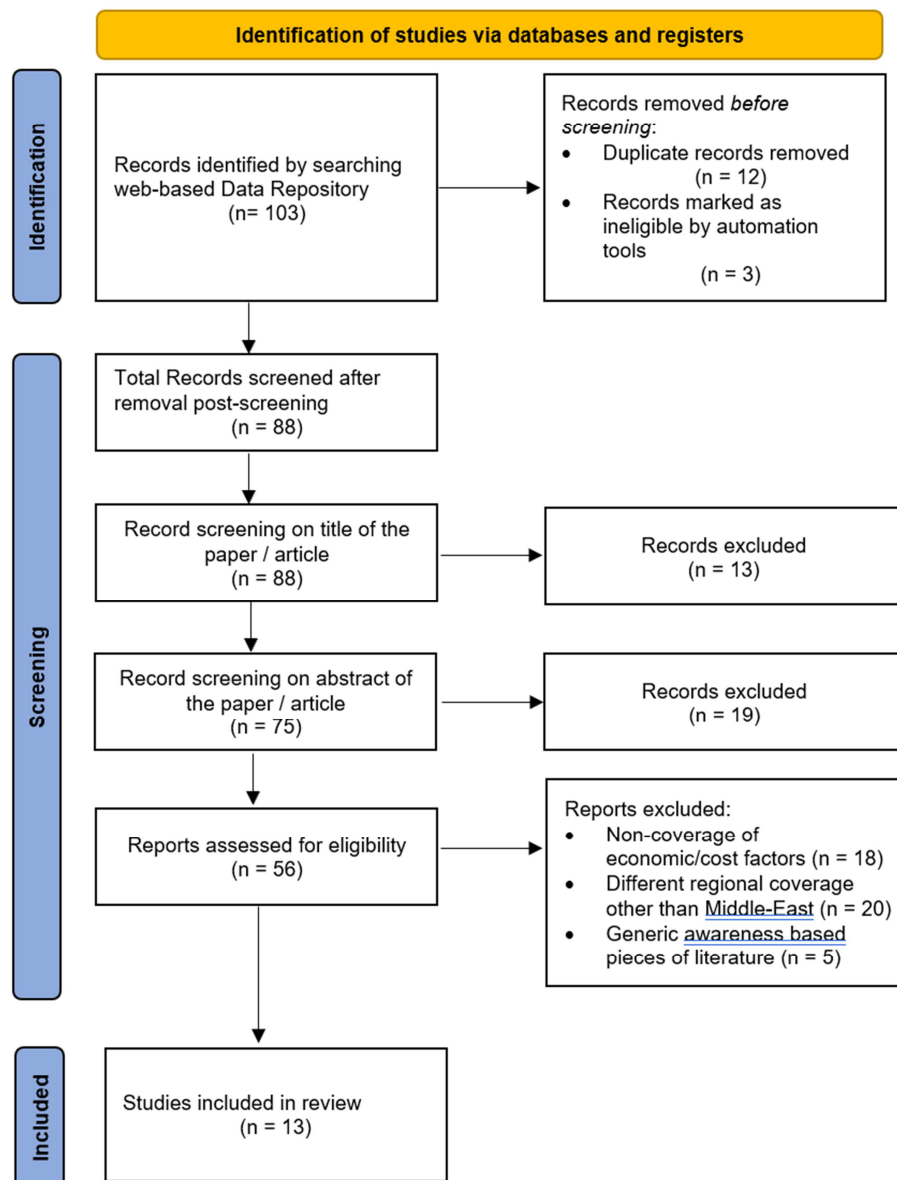 Identification of studies via databases and registers
Identification
Records identified by searching
web-based Data Repository
(n= 103)
Records removed before
screening:
• Duplicate records removed
(n = 12)
• Records marked as
ineligible by automation
tools
(n = 3)
Screening
Total Records screened after
removal post-screening
(n = 88)
Record screening on title of the
paper / article
(n = 88)
Records excluded
(n = 13)
Record screening on abstract of
the paper / article
(n = 75)
Records excluded
(n = 19)
Reports assessed for eligibility
(n = 56)
Reports excluded:
• Non-coverage of
economic/cost factors (n = 18)
• Different regional coverage
other than Middle-East (n = 20)
• Generic awareness based
pieces of literature (n = 5)
Included
Studies included in review
(n = 13)